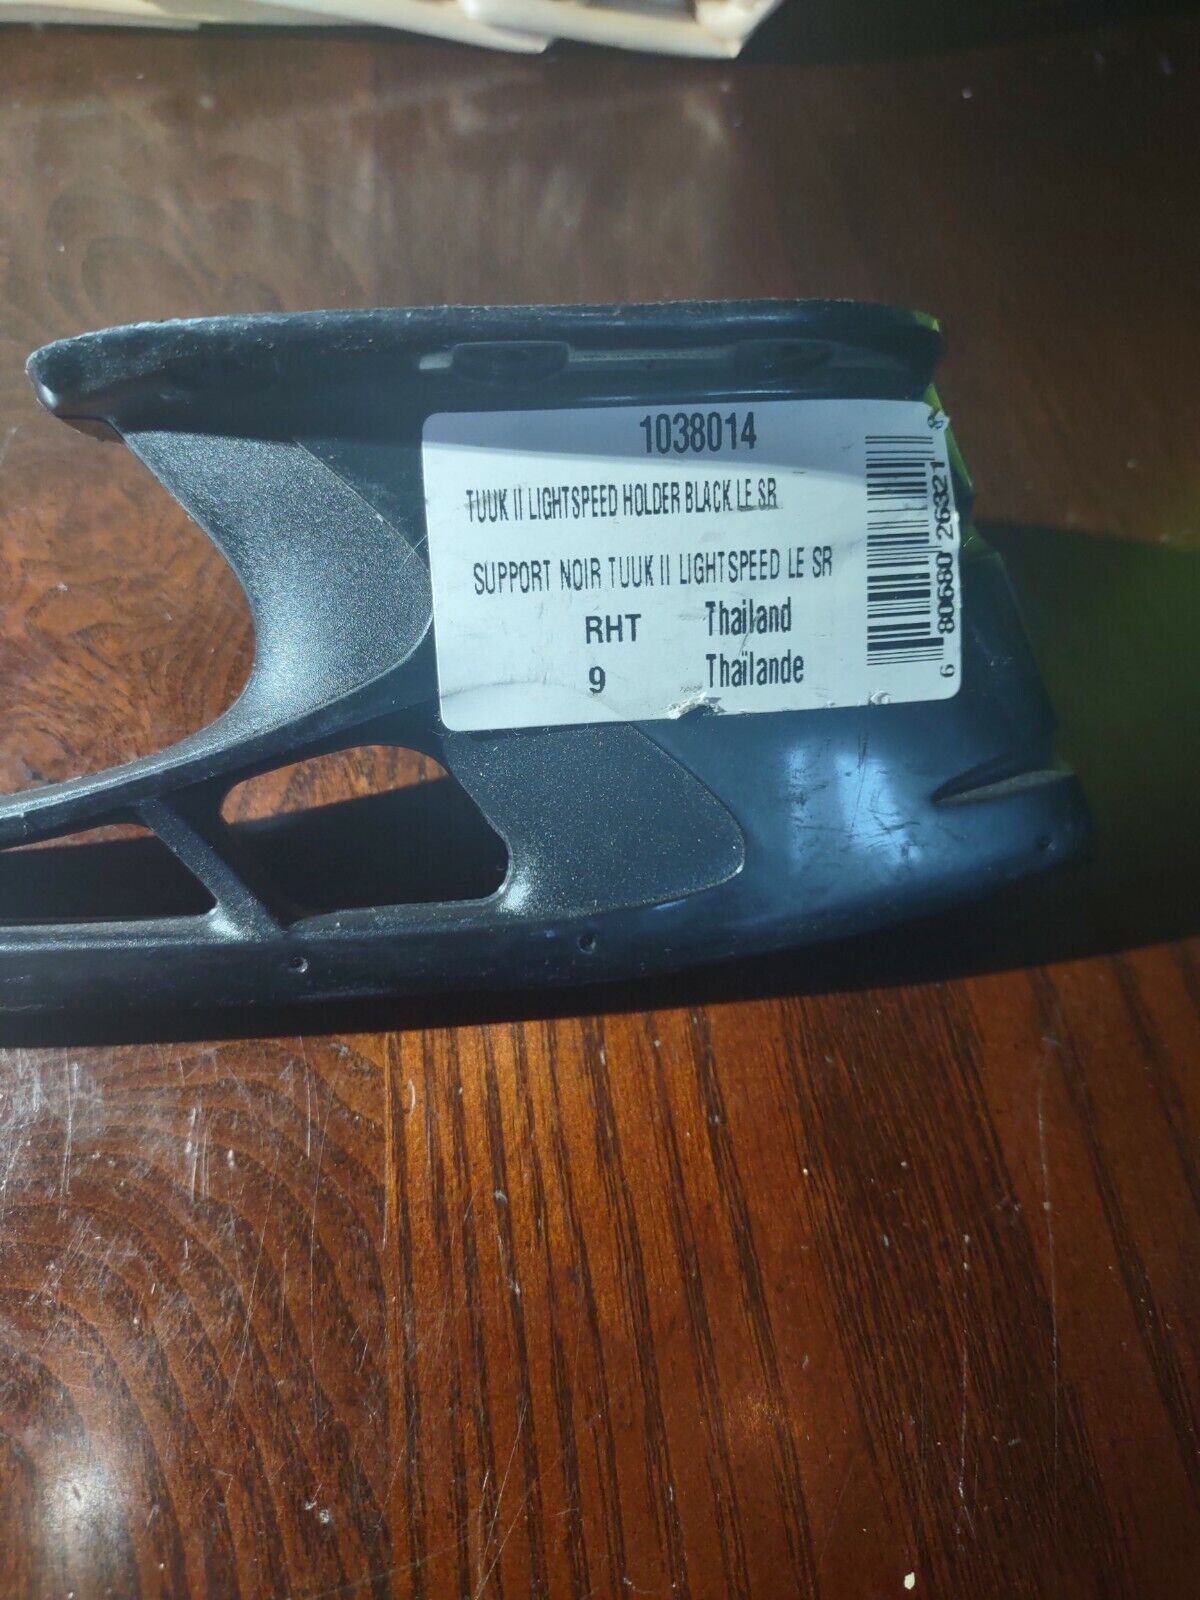 1038014
TUUK II LIGHTSPEED HOLDER BLACK LE SR
SUPPORT NOIR TUUK II LIGHTSPEED LE SR
RHT Thailand
9 Thaïlande
6 80680 26321 8